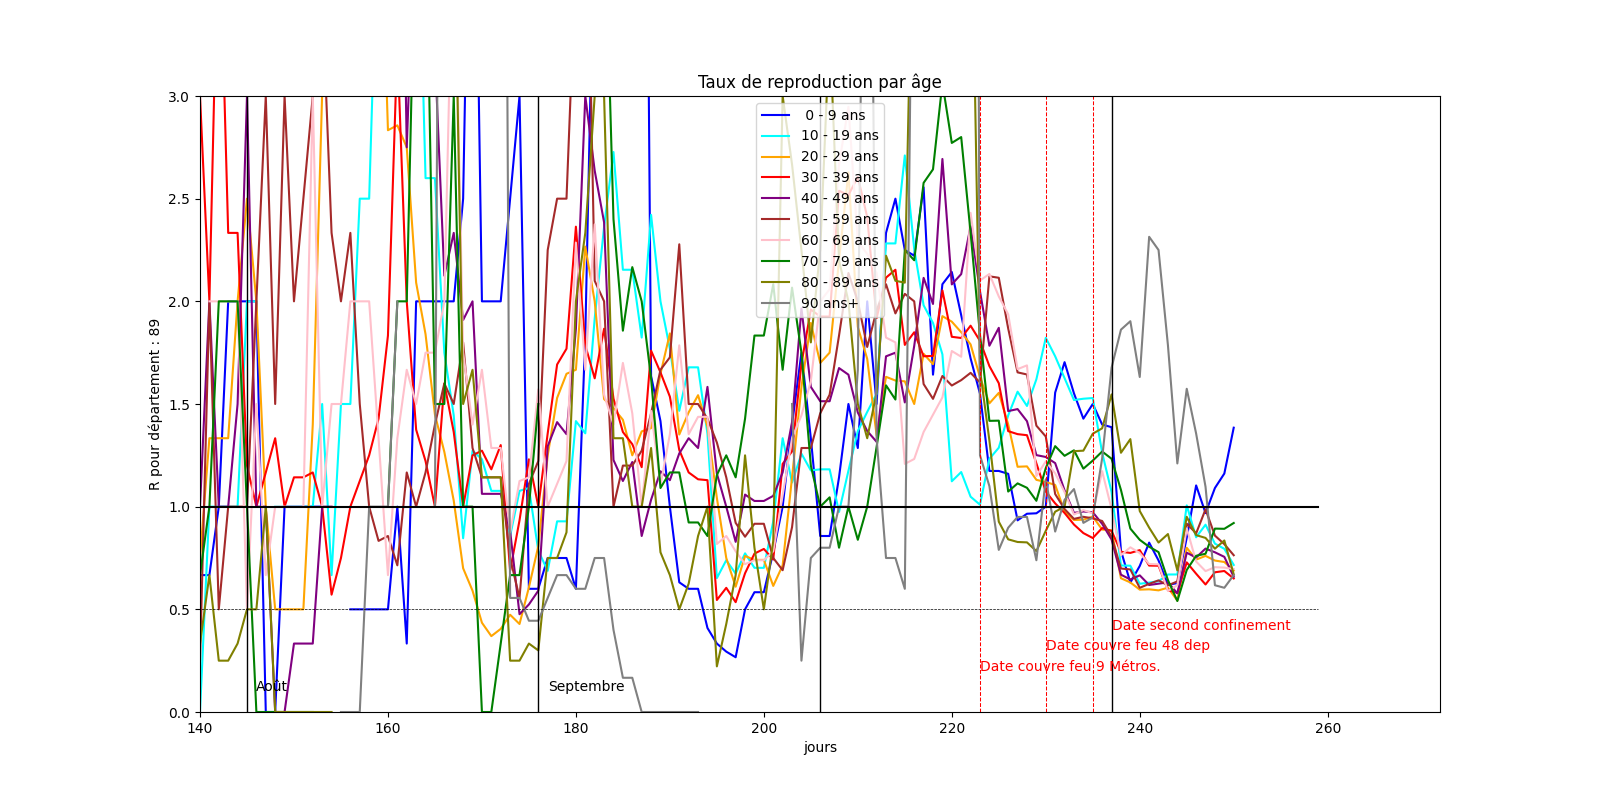 Taux de reproduction par âge
3.0
2.5
2.0
1.5
1.0
0.5
0.0
R pour département : 89
0 - 9 ans
10 - 19 ans
20 - 29 ans
30 - 39 ans
40 - 49 ans
50 - 59 ans
60 - 69 ans
70 - 79 ans
80 - 89 ans
90 ans+
Date second confinement
Date couvre feu 48 dep
Date couvre feu 9 Métros.
Août
Septembre
140
160
180
200
220
240
260
jours